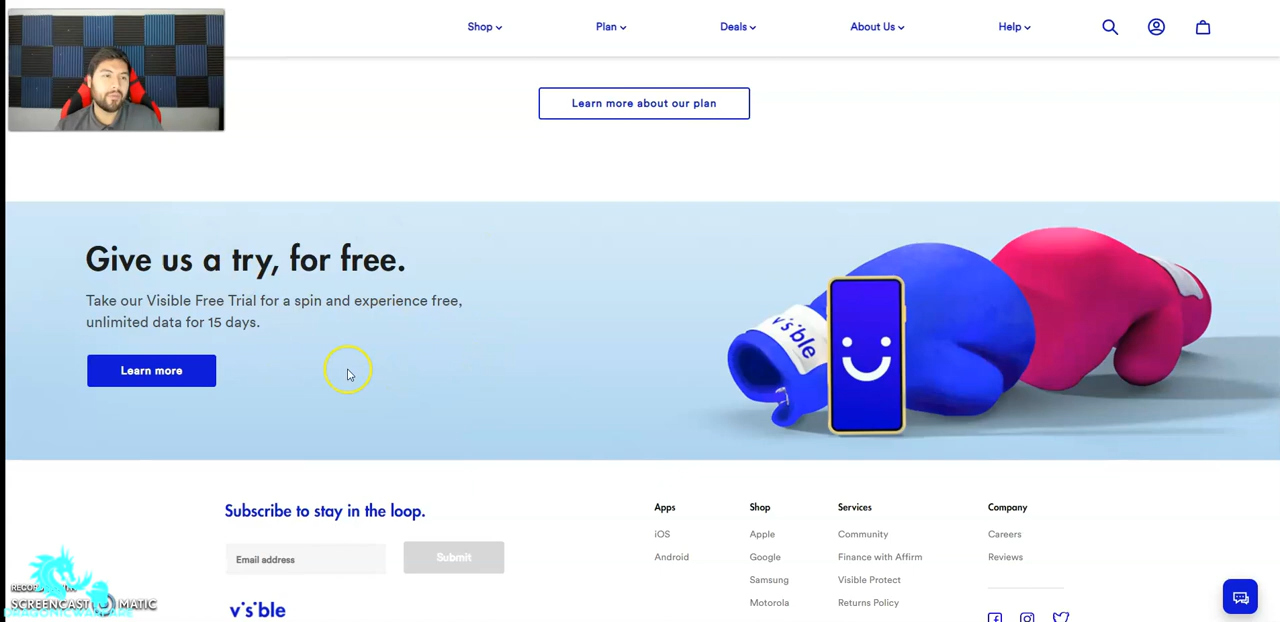 Shop Plan Deals About Us Help
Learn more about our plan
Give us a try, for free.
Take our Visible Free Trial for a spin and experience free,
unlimited data for 15 days.
Learn more
visible
Subscribe to stay in the loop.
Email address
Submit
visible
Apps
iOS
Android
Shop
Apple
Google
Samsung
Motorola
Services
Community
Finance with Affirm
Visible Protect
Returns Policy
Company
Careers
Reviews
SCREENCAST MATIC
DRAGONICWARFARE